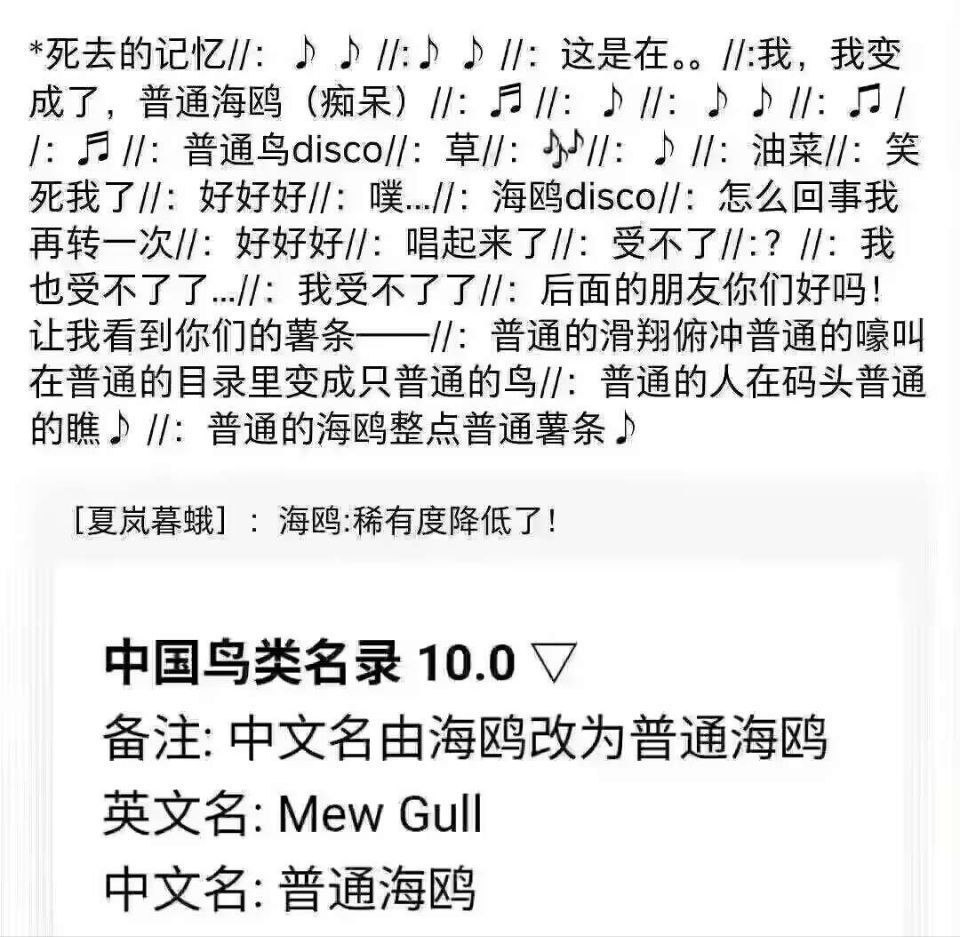 *死去的记忆//：♪ ♪ //:♪ ♪ //：这是在。。//:我，我变
成了，普通海鸥（痴呆）//：♬ //：♪ //：♪ ♪ //：♫ /
/：♬ //：普通鸟disco//：草//：🎶//：♪ //：油菜//：笑
死我了//：好好好//：噗...//：海鸥disco//：怎么回事我
再转一次//：好好好//：唱起来了//：受不了//:？//：我
也受不了了...//：我受不了了//：后面的朋友你们好吗！
让我看到你们的薯条——//：普通的滑翔俯冲普通的嚎叫
在普通的目录里变成只普通的鸟//：普通的人在码头普通
的瞧♪ //：普通的海鸥整点普通薯条♪
［夏岚暮蛾］：海鸥:稀有度降低了！
中国鸟类名录 10.0 ▽
备注: 中文名由海鸥改为普通海鸥
英文名: Mew Gull
中文名: 普通海鸥